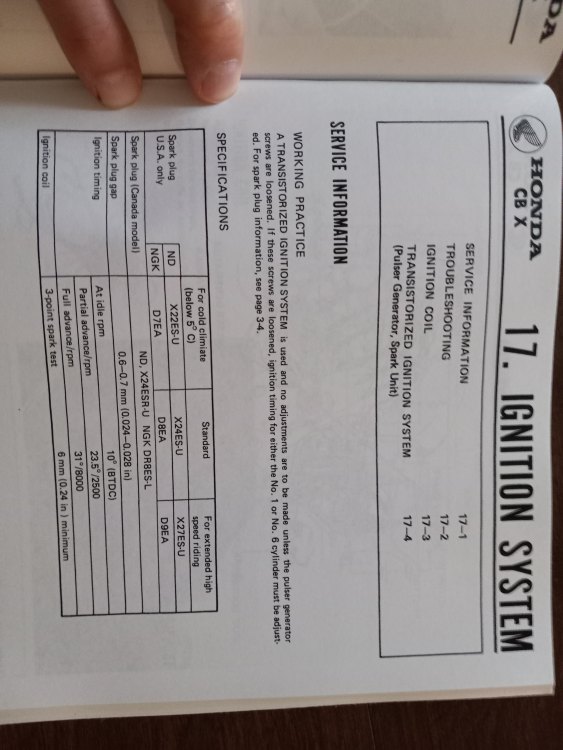 DA
HONDA
CB X
17. IGNITION SYSTEM
SERVICE INFORMATION 17—1
TROUBLESHOOTING 17—2
IGNITION COIL 17—3
TRANSISTORIZED IGNITION SYSTEM 17—4
(Pulser Generator, Spark Unit)
SERVICE INFORMATION
WORKING PRACTICE
A TRANSISTORIZED IGNITION SYSTEM is used and no adjustments are to be made unless the pulser generator
screws are loosened. If these screws are loosened, ignition timing for either the No. 1 or No. 6 cylinder must be adjust-
ed. For spark plug information, see page 3-4.
SPECIFICATIONS
For cold climiate (below 5°C) Standard For extended high speed riding
Spark plug U.S.A. only ND X22ES-U X24ES-U X27ES-U
NGK D7EA D8EA D9EA
Spark plug (Canada model) ND, X24ESR-U NGK DR8ES-L
Spark plug gap 0.6—0.7 mm (0.024—0.028 in)
Ignition timing At idle rpm 10° (BTDC)
Partial advance/rpm 23.5°/2500
Full advance/rpm 31°/8000
Ignition coil 3-point spark test 6 mm (0.24 in ) minimum